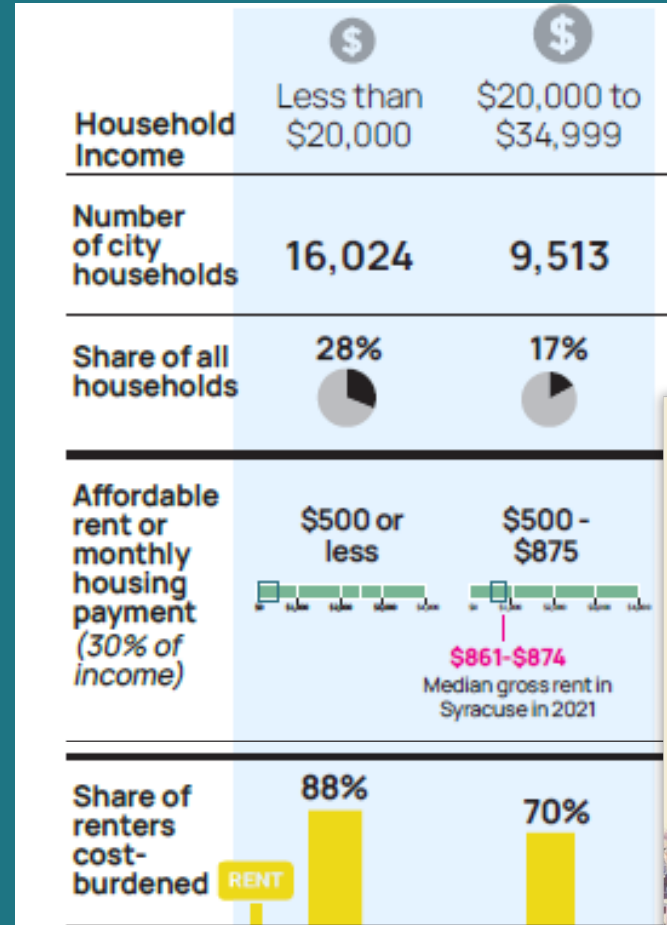 $ $
Less than $20,000 to
Household $20,000 $34,999
Income
Number
of city
households 16,024 9,513
Share of all 28% 17%
households
Affordable
rent or $500 or $500 -
monthly less $875
housing
payment
(30% of
income) $861-$874
Median gross rent in
Syracuse in 2021
Share of 88% 70%
renters
cost-
burdened RENT